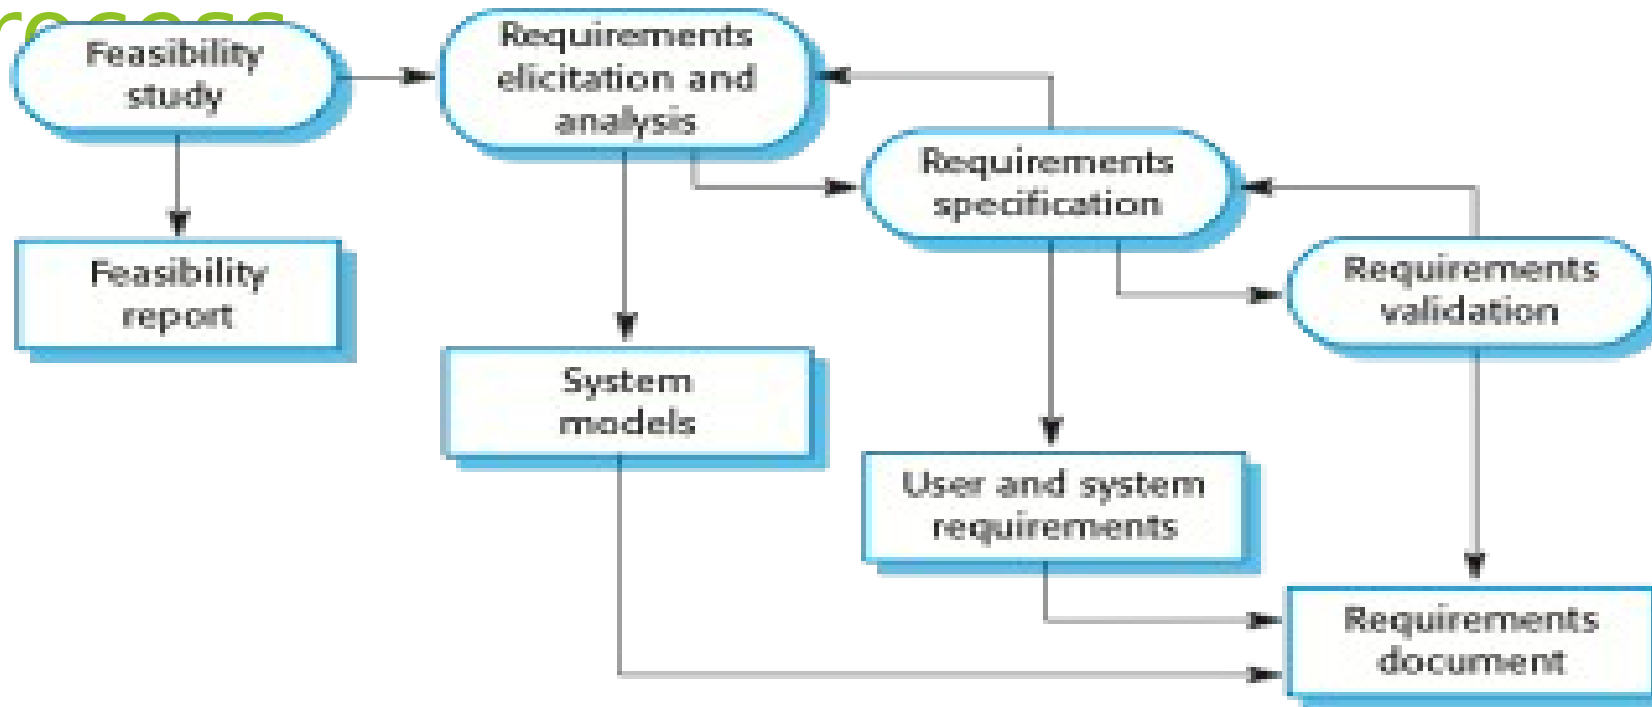 Feasibility
study
Requirements
elicitation and
analysis
Requirements
specification
Requirements
validation
Feasibility
report
System
models
User and system
requirements
Requirements
document